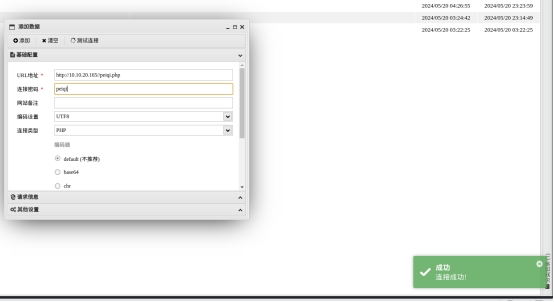 2024/05/20 04:26:55 2024/05/20 23:23:59
2024/05/20 03:24:42 2024/05/20 23:14:49
2024/05/20 03:22:25 2024/05/20 03:22:25
添加数据
添加 清空 测试连接
基础配置
URL地址 * http://10.10.20.165//peiqi.php
连接密码 * peiqi
网站备注
编码设置 UTF8
连接类型 PHP
编码器
default (不推荐)
base64
chr
请求信息
其他设置
成功
连接成功!